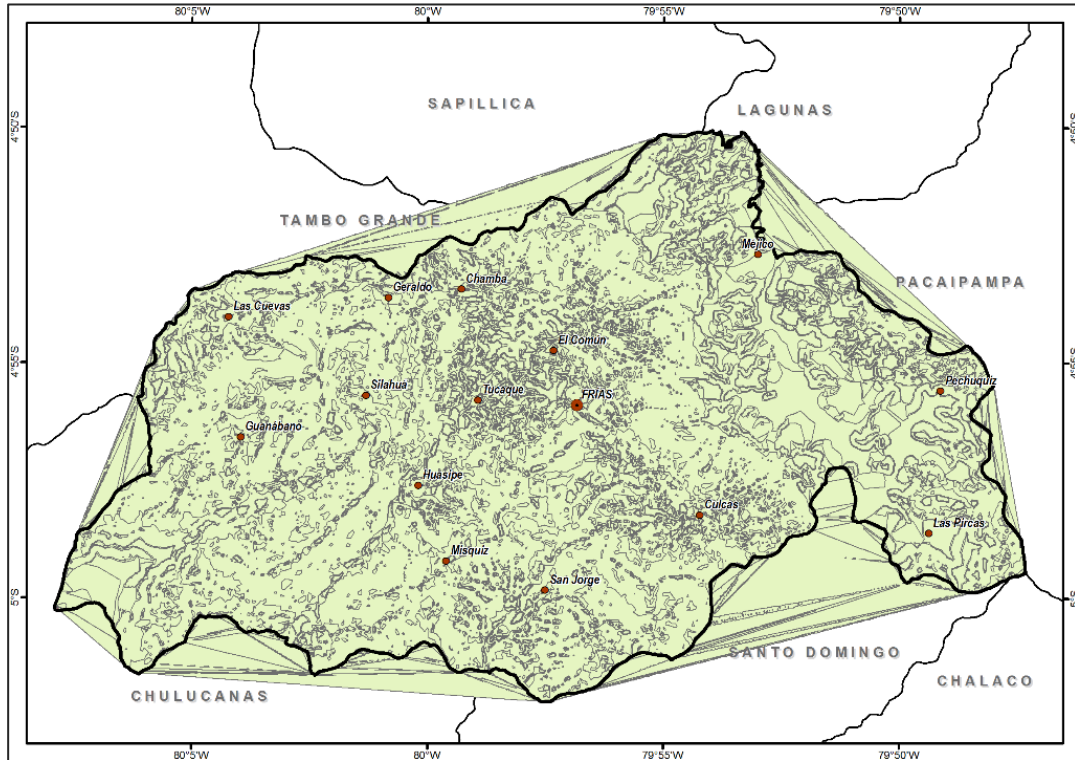 80°5'W 80°W 79°55'W 79°50'W
SAPILLICA
LAGUNAS
4°50'S
TAMBO GRANDE
Mejico
PACAIPAMPA
Chamba
Geraldo
Las Cuevas
El Comun
4°55'S
Silahua
Tucaque
FRIAS
Pechuquiz
Guanábano
Huasipe
Culcas
Las Pircas
Misquiz
San Jorge
5°S
SANTO DOMINGO
CHALACO
CHULUCANAS
80°5'W 80°W 79°55'W 79°50'W